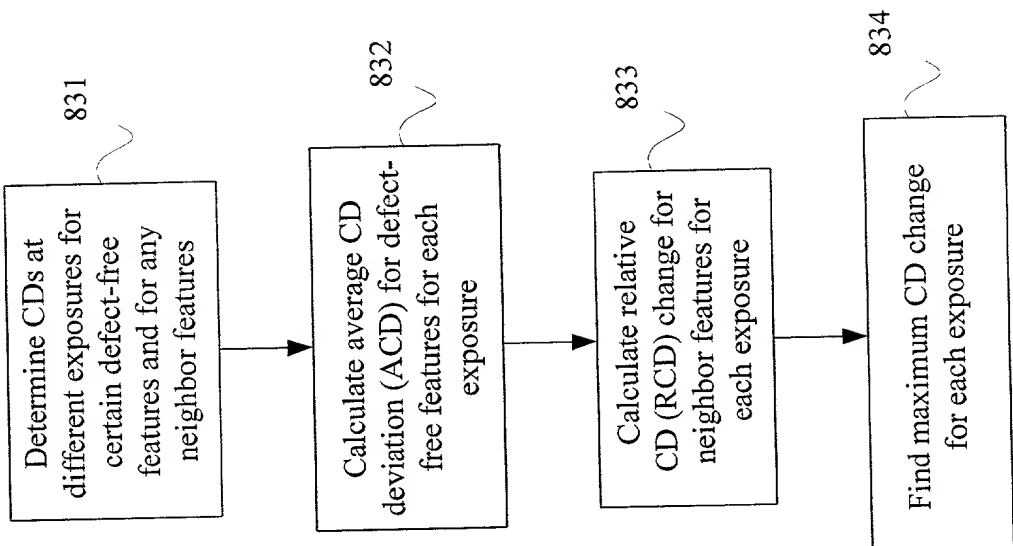 831
Determine CDs at
different exposures for
certain defect-free
features and for any
neighbor features
832
Calculate average CD
deviation (ACD) for defect-
free features for each
exposure
833
Calculate relative
CD (RCD) change for
neighbor features for
each exposure
834
Find maximum CD change
for each exposure